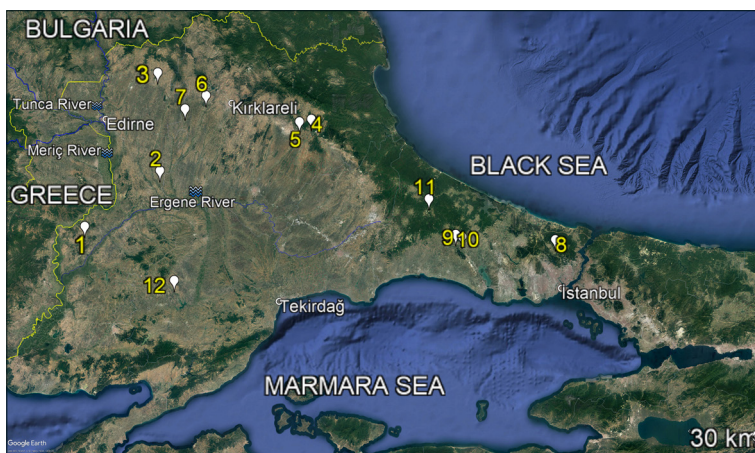 BULGARIA
3
6
Tunca River
7
Kırklareli
Edirne
5
4
Meriç River
2
BLACK SEA
GREECE
Ergene River
11
1
9
10
8
12
İstanbul
Tekirdağ
MARMARA SEA
Google Earth
30 km